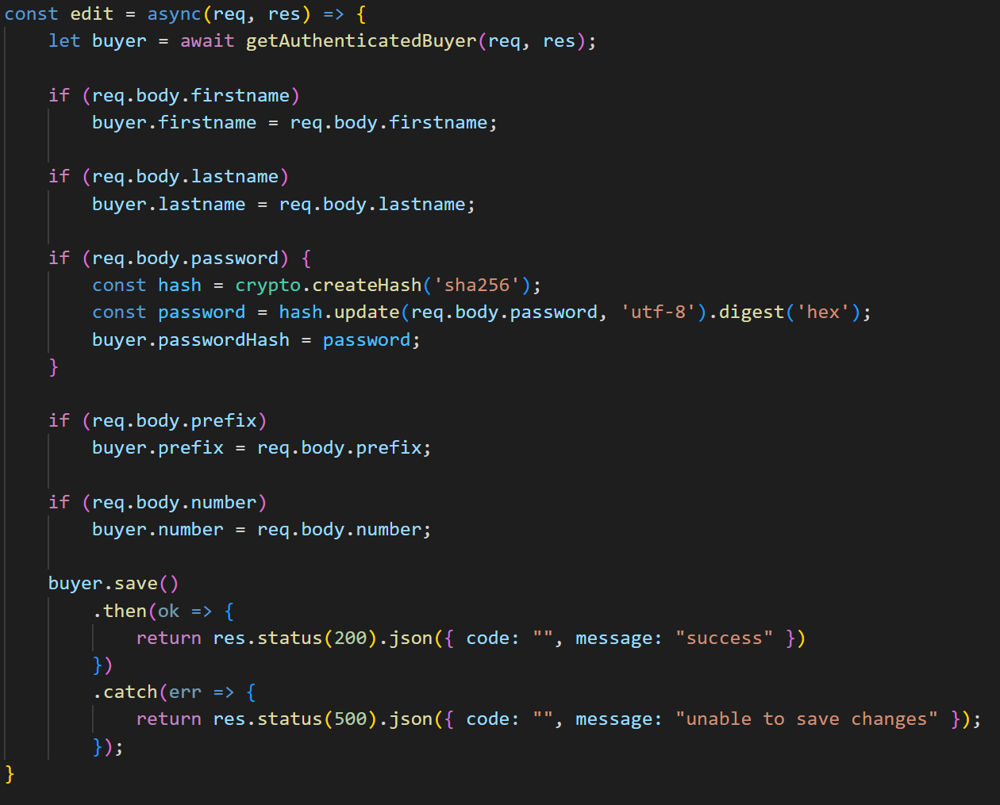 const edit = async(req, res) => {
    let buyer = await getAuthenticatedBuyer(req, res);

    if (req.body.firstname)
        buyer.firstname = req.body.firstname;

    if (req.body.lastname)
        buyer.lastname = req.body.lastname;

    if (req.body.password) {
        const hash = crypto.createHash('sha256');
        const password = hash.update(req.body.password, 'utf-8').digest('hex');
        buyer.passwordHash = password;
    }

    if (req.body.prefix)
        buyer.prefix = req.body.prefix;

    if (req.body.number)
        buyer.number = req.body.number;

    buyer.save()
        .then(ok => {
            return res.status(200).json({ code: "", message: "success" })
        })
        .catch(err => {
            return res.status(500).json({ code: "", message: "unable to save changes" });
        });
}